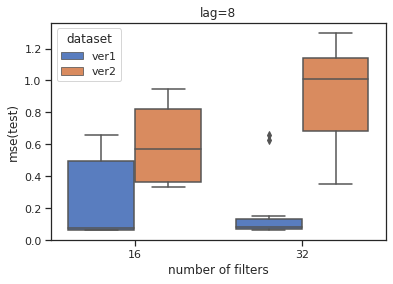 lag=8
dataset
ver1
ver2
mse(test)
1.2
1.0
0.8
0.6
0.4
0.2
0.0
16
32
number of filters